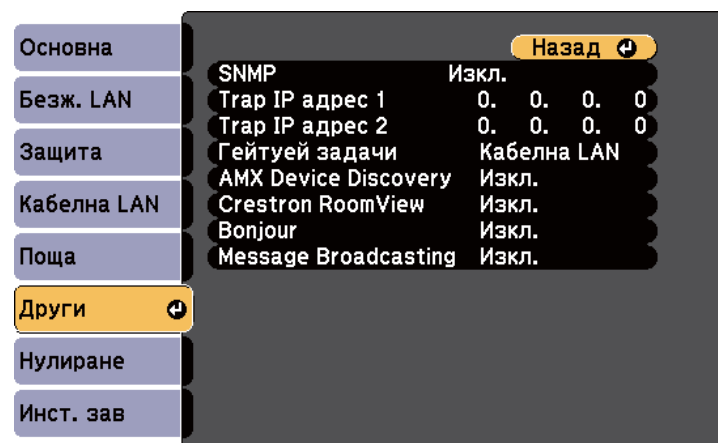 Основна
Безж. LAN
Защита
Кабелна LAN
Поща
Други
Нулиране
Инст. зав
Назад
SNMP Изкл.
Trap IP адрес 1 0. 0. 0. 0
Trap IP адрес 2 0. 0. 0. 0
Гейтуей задачи Кабелна LAN
AMX Device Discovery Изкл.
Crestron RoomView Изкл.
Bonjour Изкл.
Message Broadcasting Изкл.